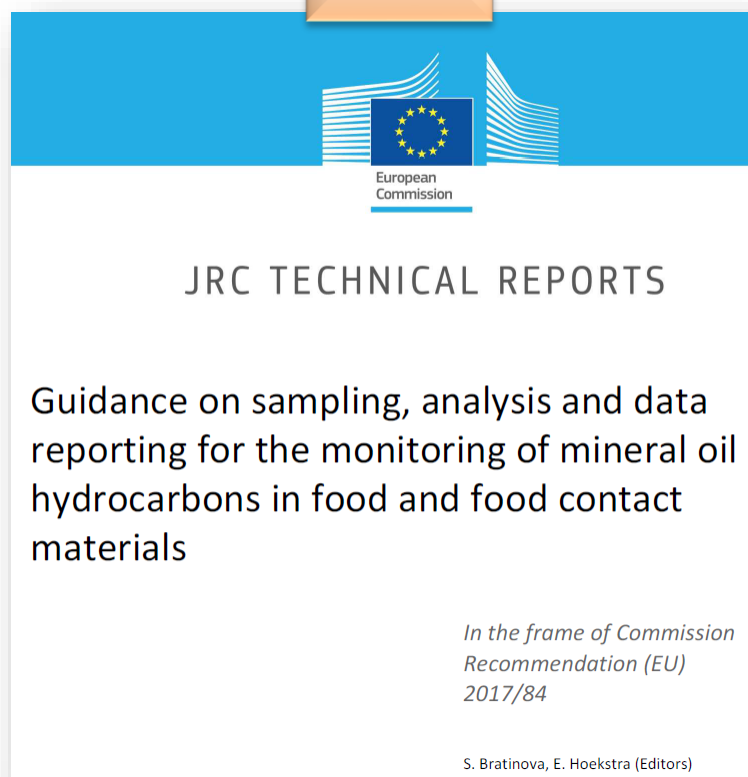 European
Commission
JRC TECHNICAL REPORTS
Guidance on sampling, analysis and data
reporting for the monitoring of mineral oil
hydrocarbons in food and food contact
materials
In the frame of Commission
Recommendation (EU)
2017/84
S. Bratinova, E. Hoekstra (Editors)